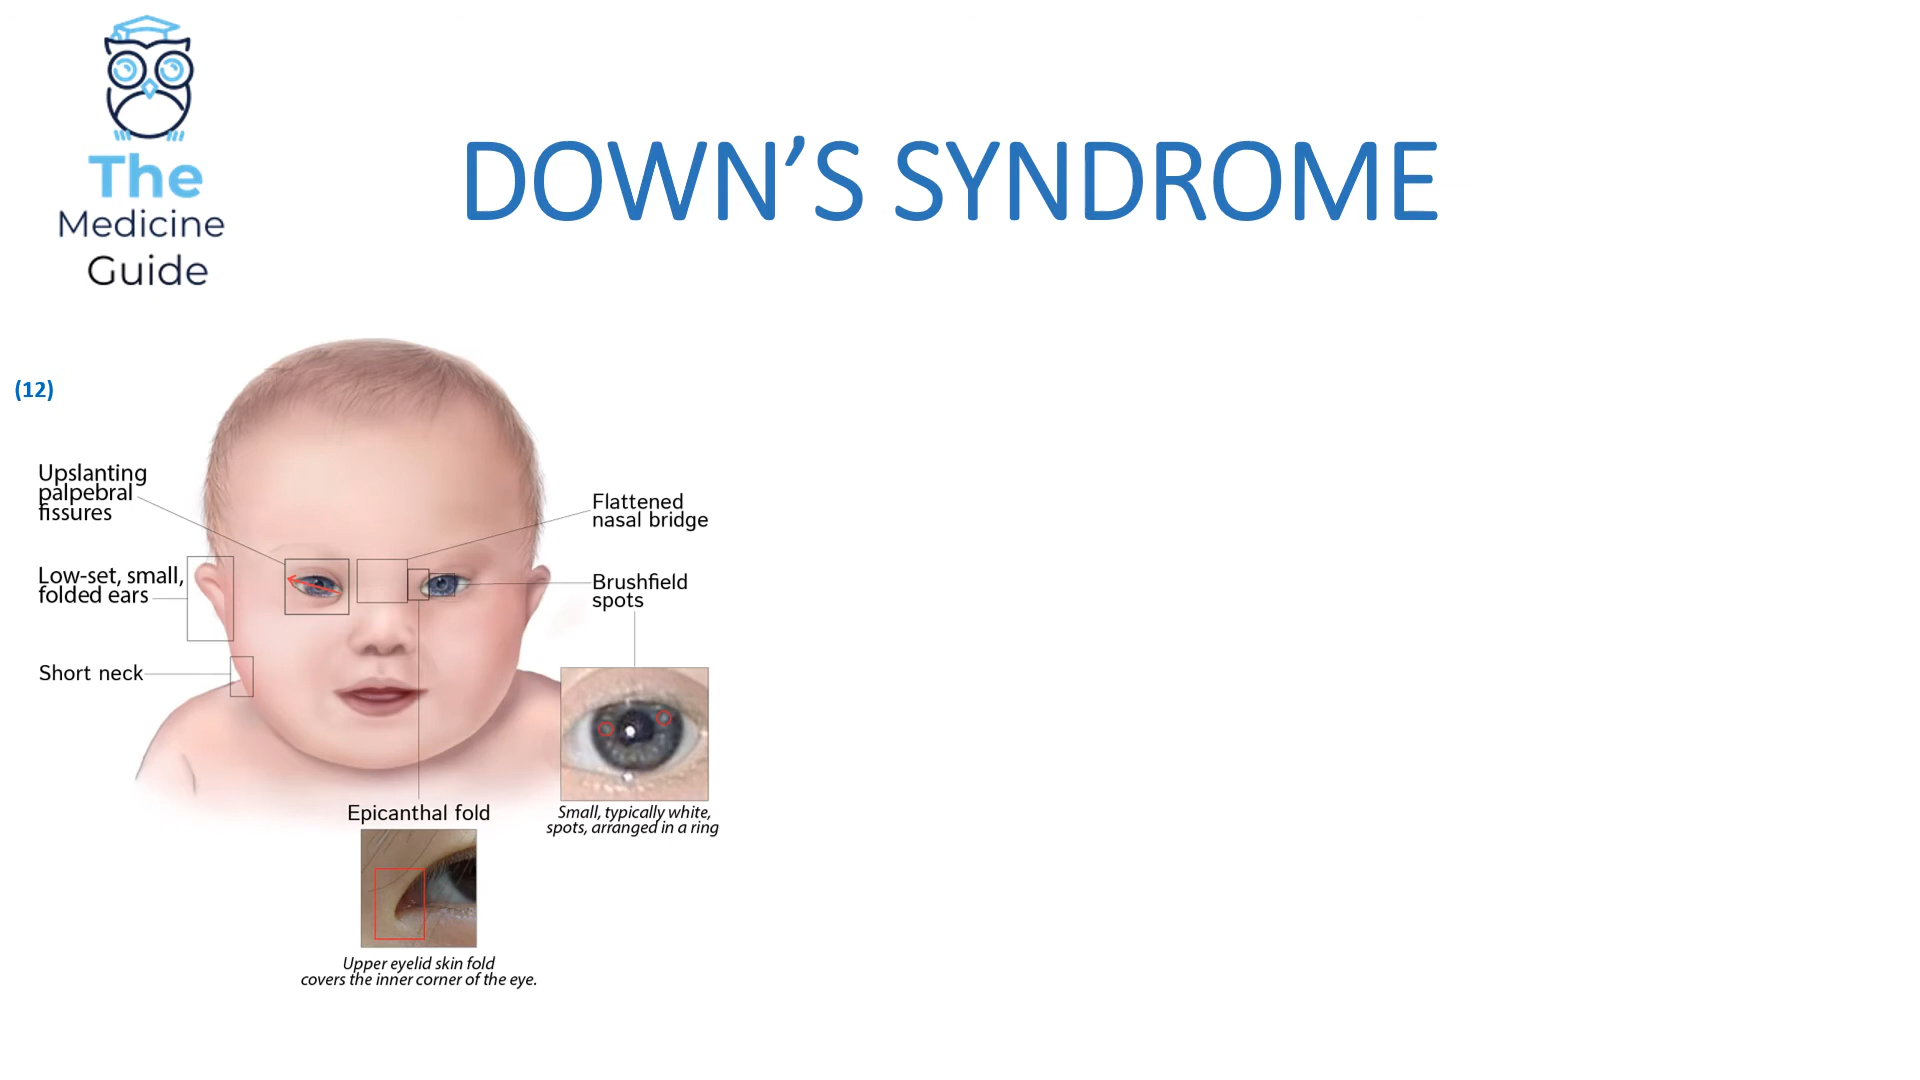 The
Medicine
Guide
DOWN’S SYNDROME
(12)
Upslanting
palpebral
fissures
Low-set, small,
folded ears
Short neck
Flattened
nasal bridge
Brushfield
spots
Small, typically white,
spots, arranged in a ring
Epicanthal fold
Upper eyelid skin fold
covers the inner corner of the eye.